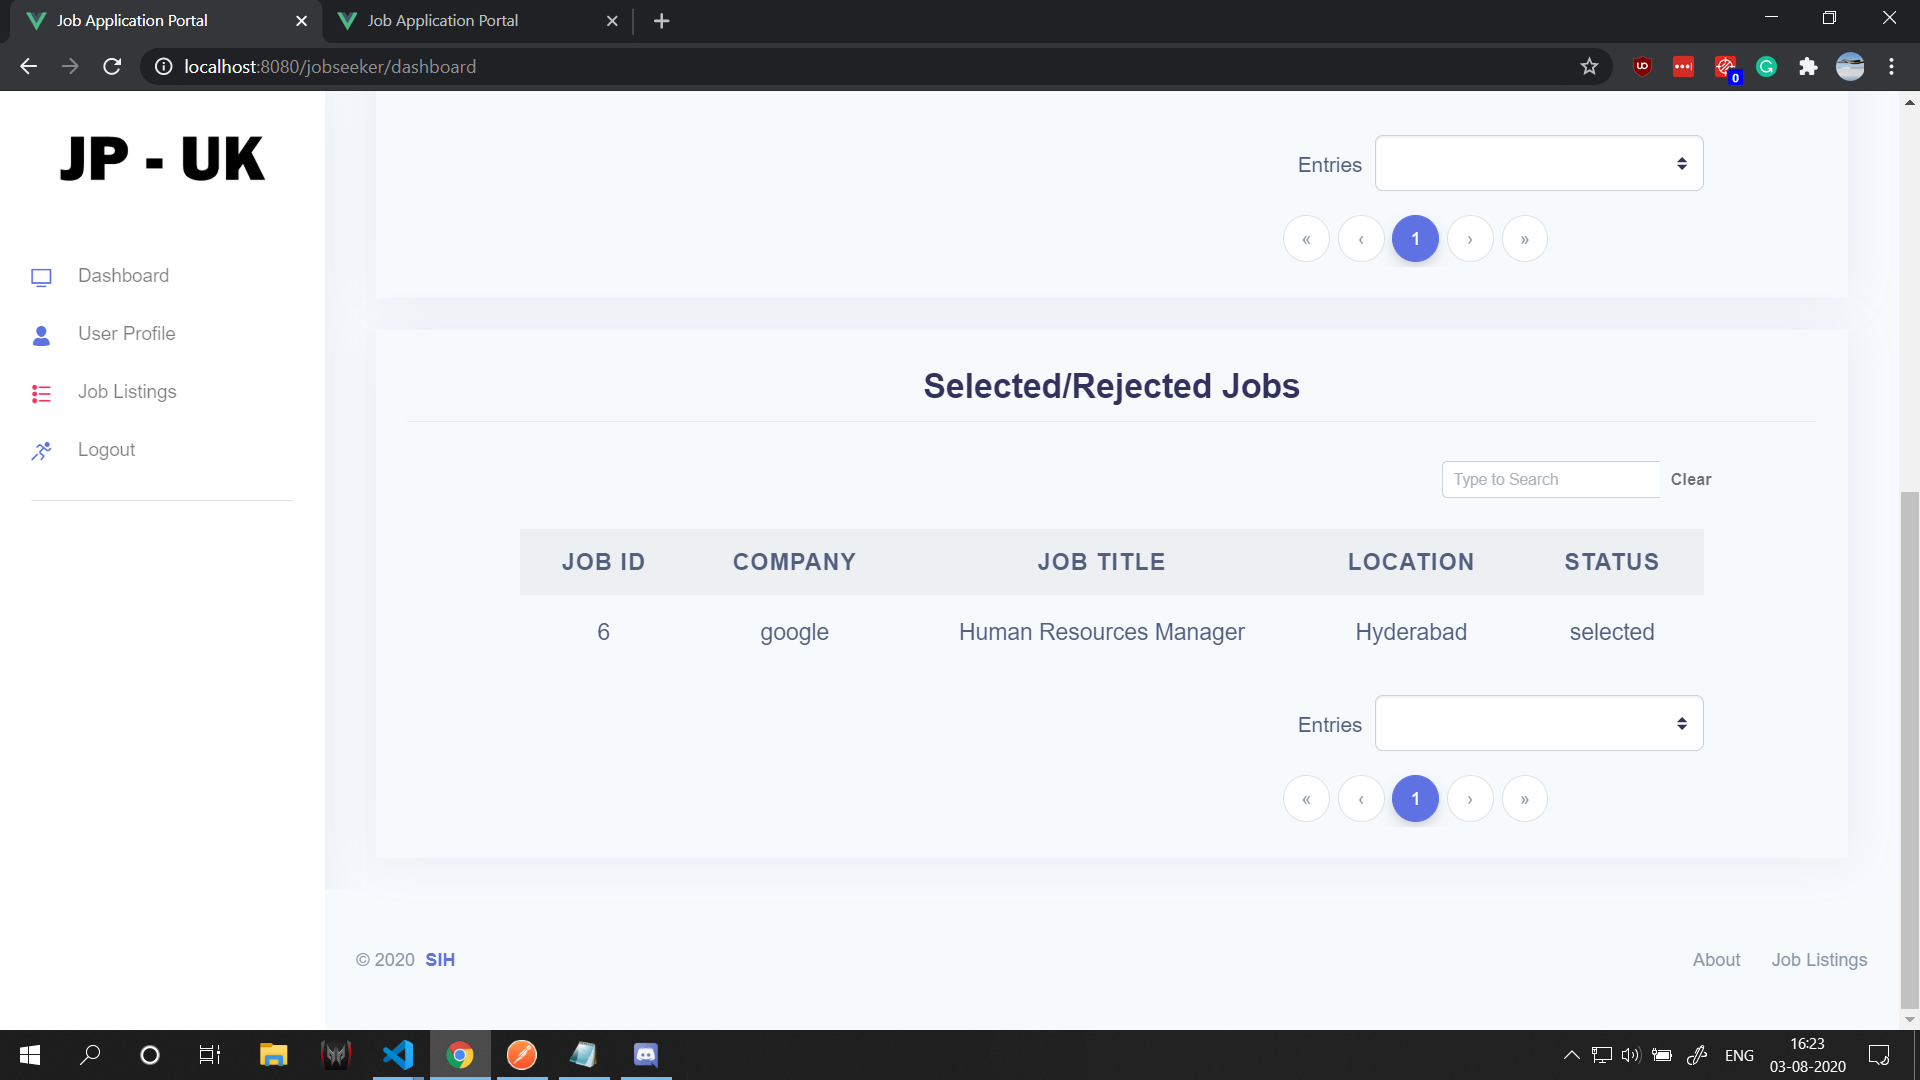 Job Application Portal
Job Application Portal
localhost:8080/jobseeker/dashboard
0
JP - UK
Dashboard
User Profile
Job Listings
Logout
Entries
« ‹ 1 › »
Selected/Rejected Jobs
Type to Search Clear
JOB ID COMPANY JOB TITLE LOCATION STATUS
6 google Human Resources Manager Hyderabad selected
Entries
« ‹ 1 › »
© 2020 SIH About Job Listings
ENG
16:23
03-08-2020